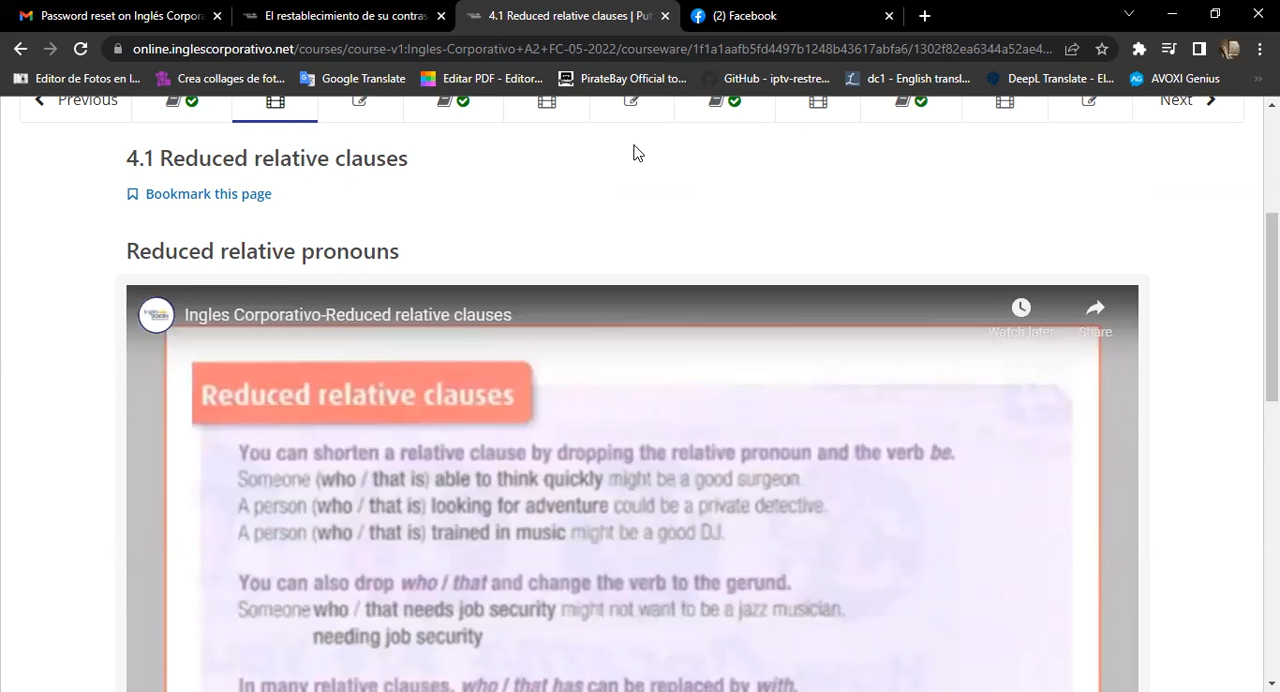 Password reset on Inglés Corpora
El restablecimiento de su contras
4.1 Reduced relative clauses | Pu
(2) Facebook
online.inglescorporativo.net/courses/course-v1:Ingles-Corporativo+A2+FC-05-2022/courseware/1f1a1aafb5fd4497b1248b43617abfa6/1302f82ea6344a52ae4...
Editor de Fotos en l...
Crea collages de fot...
Google Translate
Editar PDF - Editor...
PirateBay Official to...
GitHub - iptv-restre...
dc1 - English transl...
DeepL Translate - El...
AVOXI Genius
»
Previous
Next
4.1 Reduced relative clauses
Bookmark this page
Reduced relative pronouns
Ingles Corporativo-Reduced relative clauses
Watch later
Share
Reduced relative clauses
You can shorten a relative clause by dropping the relative pronoun and the verb be.
Someone (who / that is) able to think quickly might be a good surgeon.
A person (who / that is) looking for adventure could be a private detective.
A person (who / that is) trained in music might be a good DJ.
You can also drop who / that and change the verb to the gerund.
Someone who / that needs job security might not want to be a jazz musician.
needing job security
In many relative clauses, who / that has can be replaced by with.